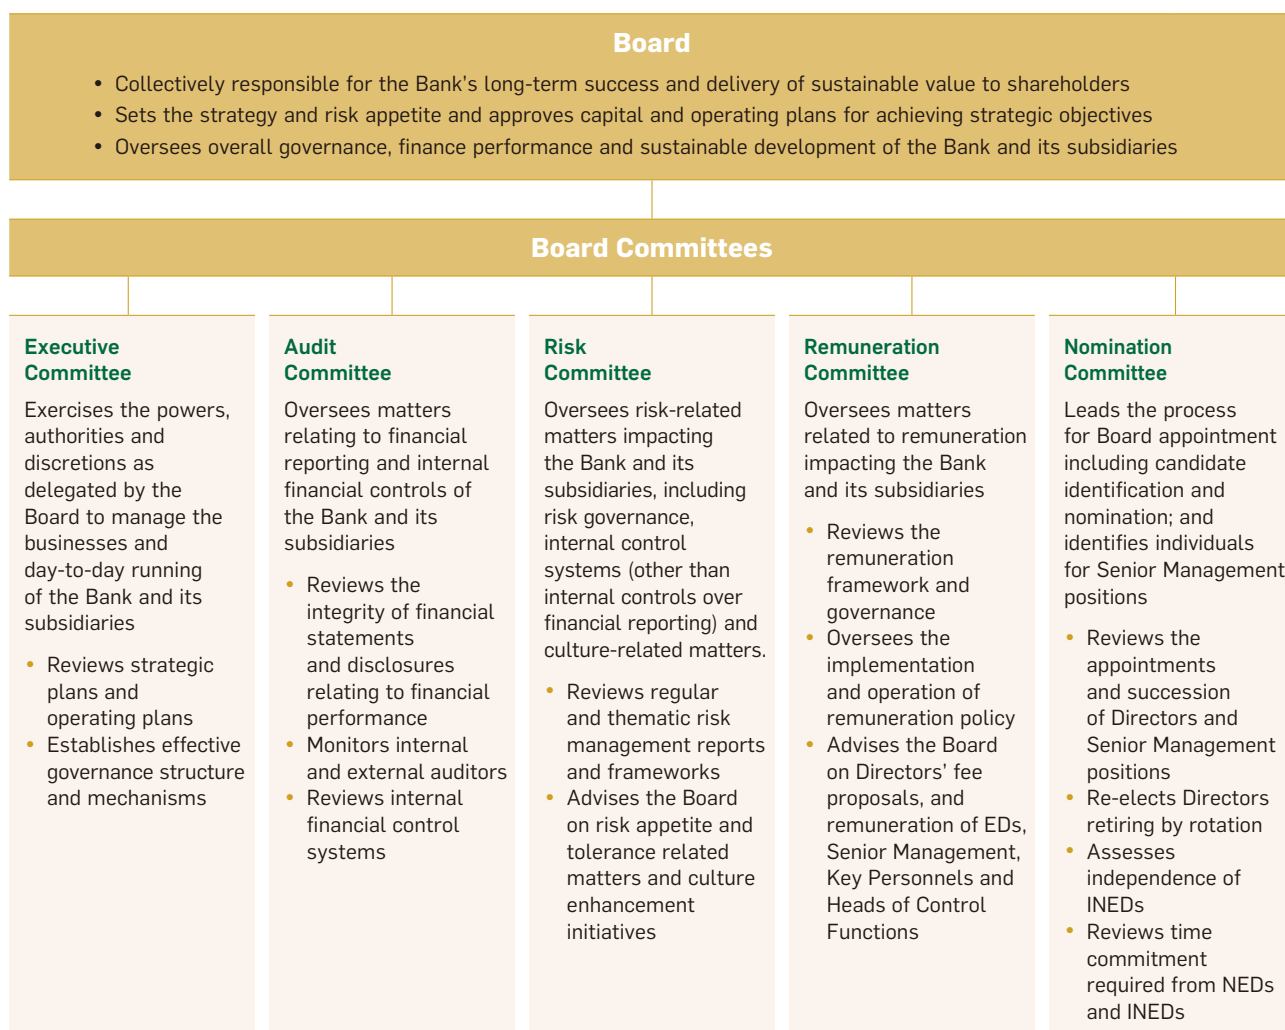 Board
• Collectively responsible for the Bank's long-term success and delivery of sustainable value to shareholders
• Sets the strategy and risk appetite and approves capital and operating plans for achieving strategic objectives
• Oversees overall governance, finance performance and sustainable development of the Bank and its subsidiaries
Board Committees
Executive
Committee
Exercises the powers,
authorities and
discretions as
delegated by the
Board to manage the
businesses and
day-to-day running
of the Bank and its
subsidiaries
• Reviews strategic
plans and
operating plans
• Establishes effective
governance structure
and mechanisms
Audit
Committee
Oversees matters
relating to financial
reporting and internal
financial controls of
the Bank and its
subsidiaries
• Reviews the
integrity of financial
statements
and disclosures
relating to financial
performance
• Monitors internal
and external auditors
• Reviews internal
financial control
systems
Risk
Committee
Oversees risk-related
matters impacting
the Bank and its
subsidiaries, including
risk governance,
internal control
systems (other than
internal controls over
financial reporting) and
culture-related matters.
• Reviews regular
and thematic risk
management reports
and frameworks
• Advises the Board
on risk appetite and
tolerance related
matters and culture
enhancement
initiatives
Remuneration
Committee
Oversees matters
related to remuneration
impacting the Bank
and its subsidiaries
• Reviews the
remuneration
framework and
governance
• Oversees the
implementation
and operation of
remuneration policy
• Advises the Board
on Directors' fee
proposals, and
remuneration of EDs,
Senior Management,
Key Personnels and
Heads of Control
Functions
Nomination
Committee
Leads the process
for Board appointment
including candidate
identification and
nomination; and
identifies individuals
for Senior Management
positions
• Reviews the
appointments
and succession
of Directors and
Senior Management
positions
• Re-elects Directors
retiring by rotation
• Assesses
independence of
INEDs
• Reviews time
commitment
required from NEDs
and INEDs